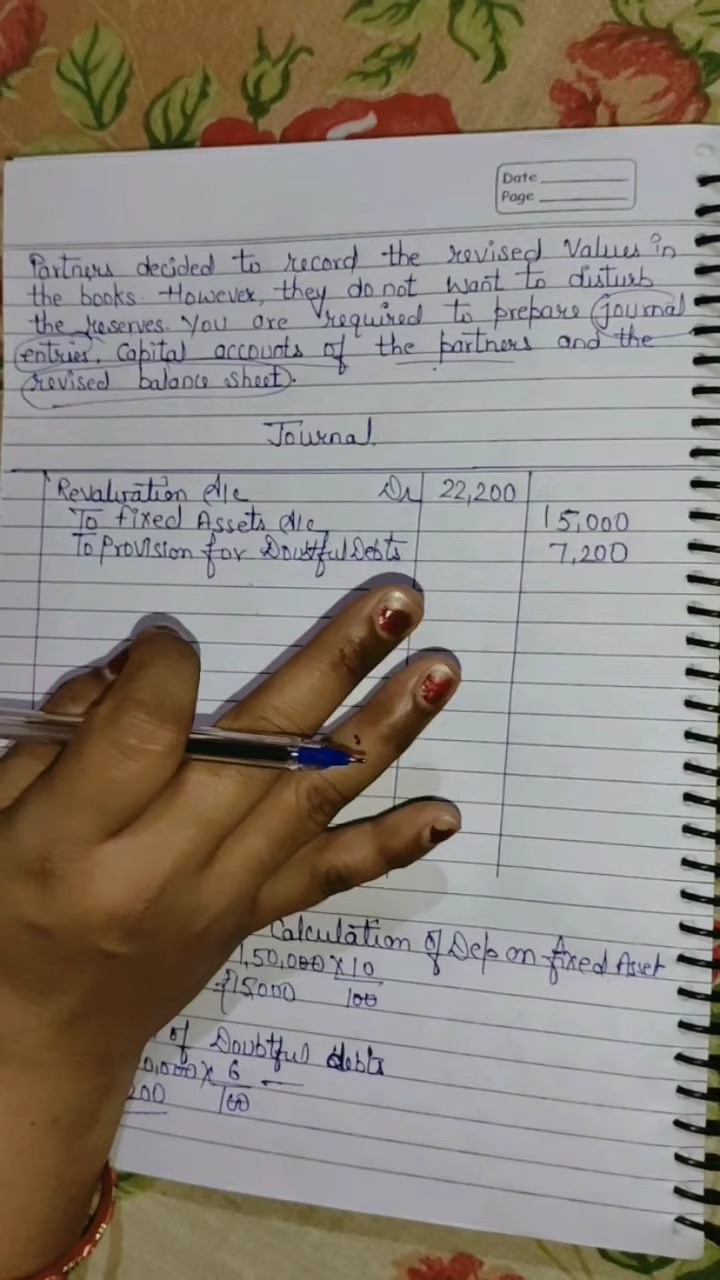 Date
Page
Partners decided to record the revised Values in
the books. However, they do not want to disturb
the reserves. You are required to prepare journal
entries, Capital accounts of the partners and the
revised balance sheet.
Journal
Revaluation A/c Dr 22,200
To fixed Assets A/c 15,000
To Provision for Doubtful Debts 7,200
Calculation of Dep on fixed Asset
1,50,000 X 10
₹15000 100
of Doubtful debts
0,000 X 6
200 100